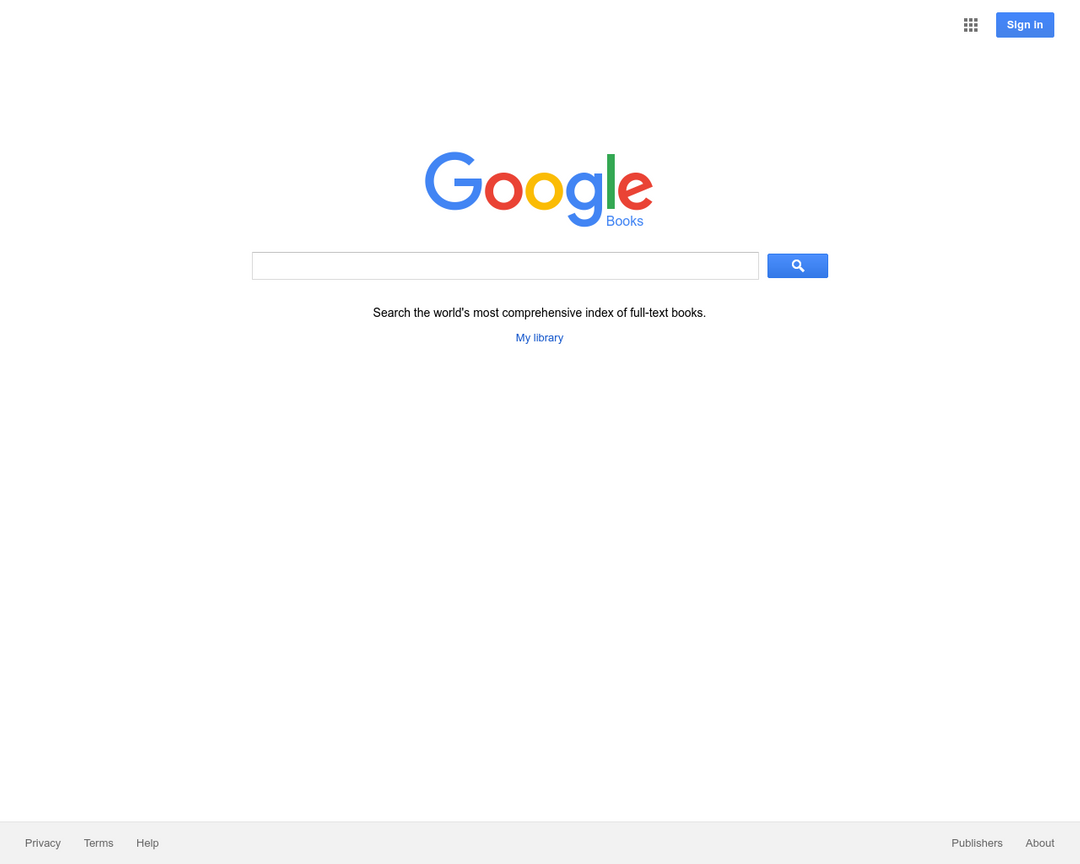 Sign in
Google
Books
Search the world's most comprehensive index of full-text books.
My library
Privacy Terms Help Publishers About